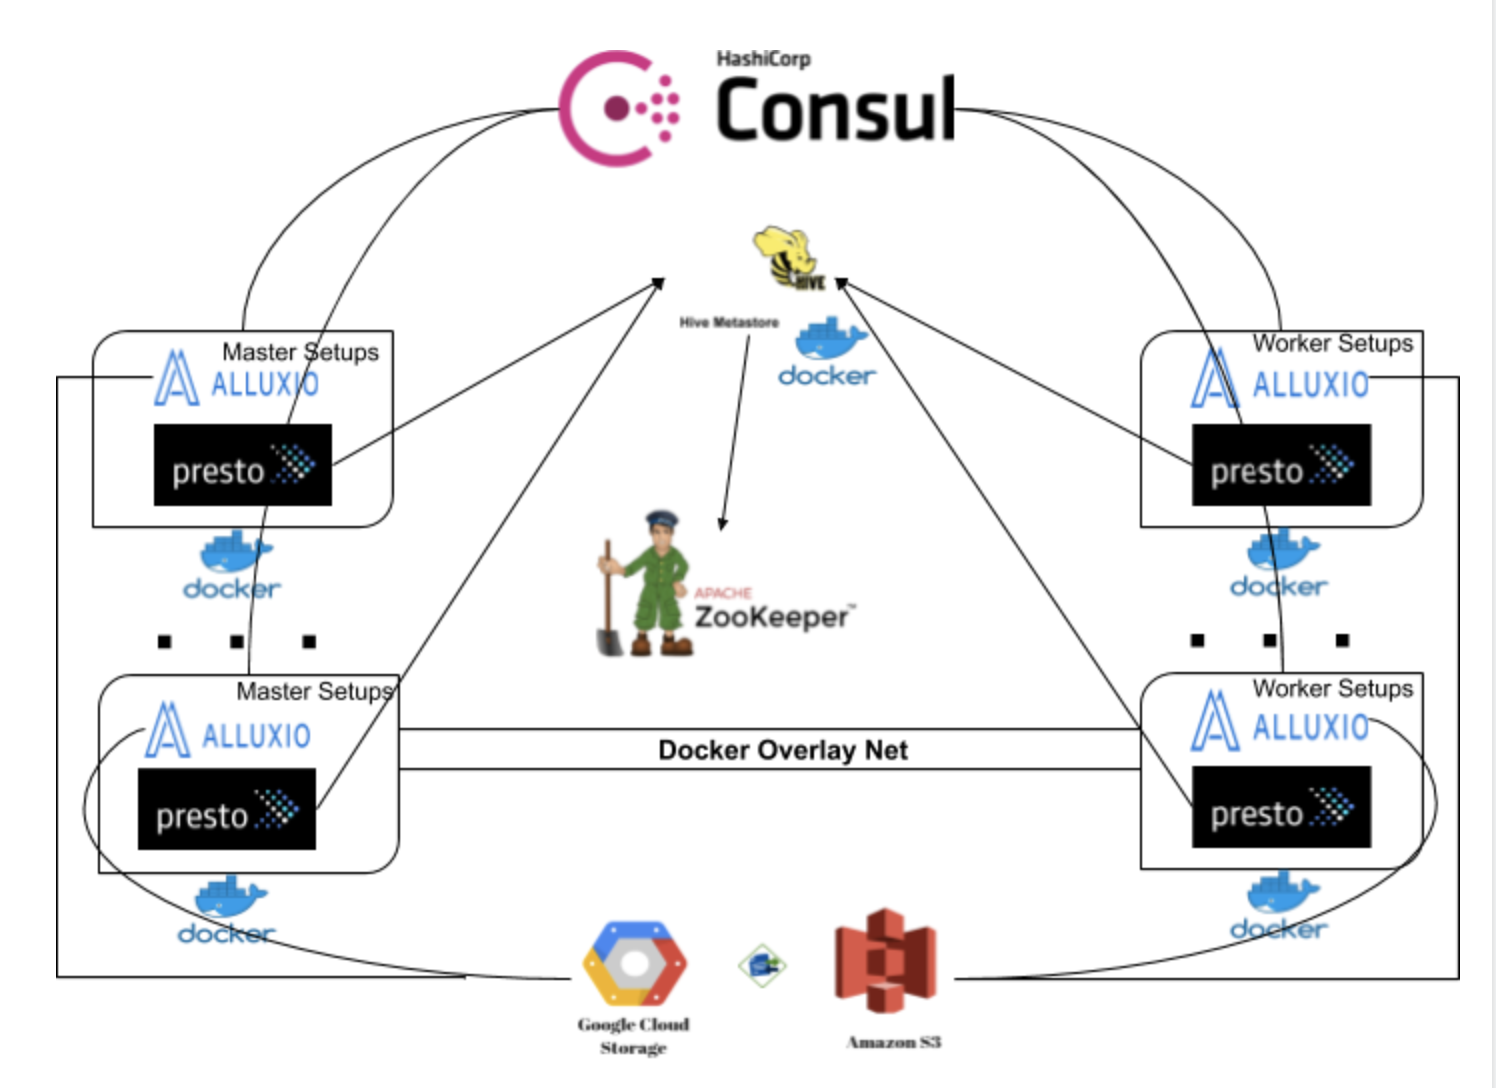 HashiCorp
Consul
HIVE
Hive Metastore
docker
Master Setups
ALLUXIO
presto
docker
Worker Setups
ALLUXIO
presto
docker
APACHE
ZooKeeper™
Master Setups
ALLUXIO
presto
docker
Docker Overlay Net
Worker Setups
ALLUXIO
presto
docker
Google Cloud
Storage
Amazon S3